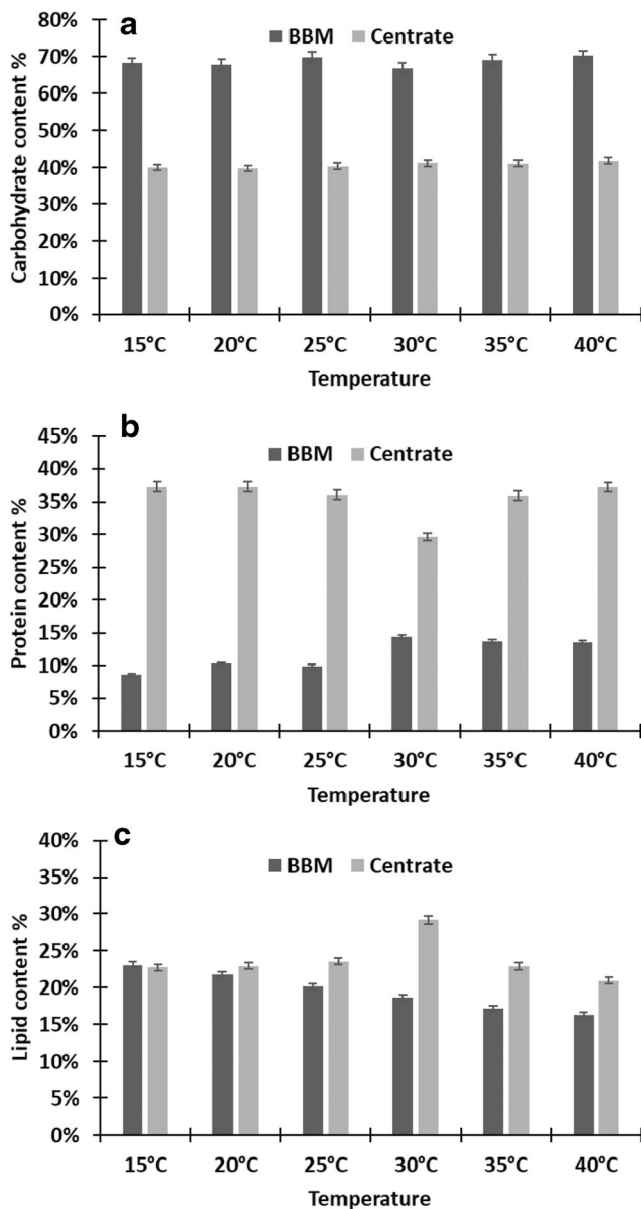 a
BBM Centrate
Carbohydrate content %
80%
70%
60%
50%
40%
30%
20%
10%
0%
15°C 20°C 25°C 30°C 35°C 40°C
Temperature
b
BBM Centrate
Protein content %
45%
40%
35%
30%
25%
20%
15%
10%
5%
0%
15°C 20°C 25°C 30°C 35°C 40°C
Temperature
c
BBM Centrate
Lipid content %
40%
35%
30%
25%
20%
15%
10%
5%
0%
15°C 20°C 25°C 30°C 35°C 40°C
Temperature